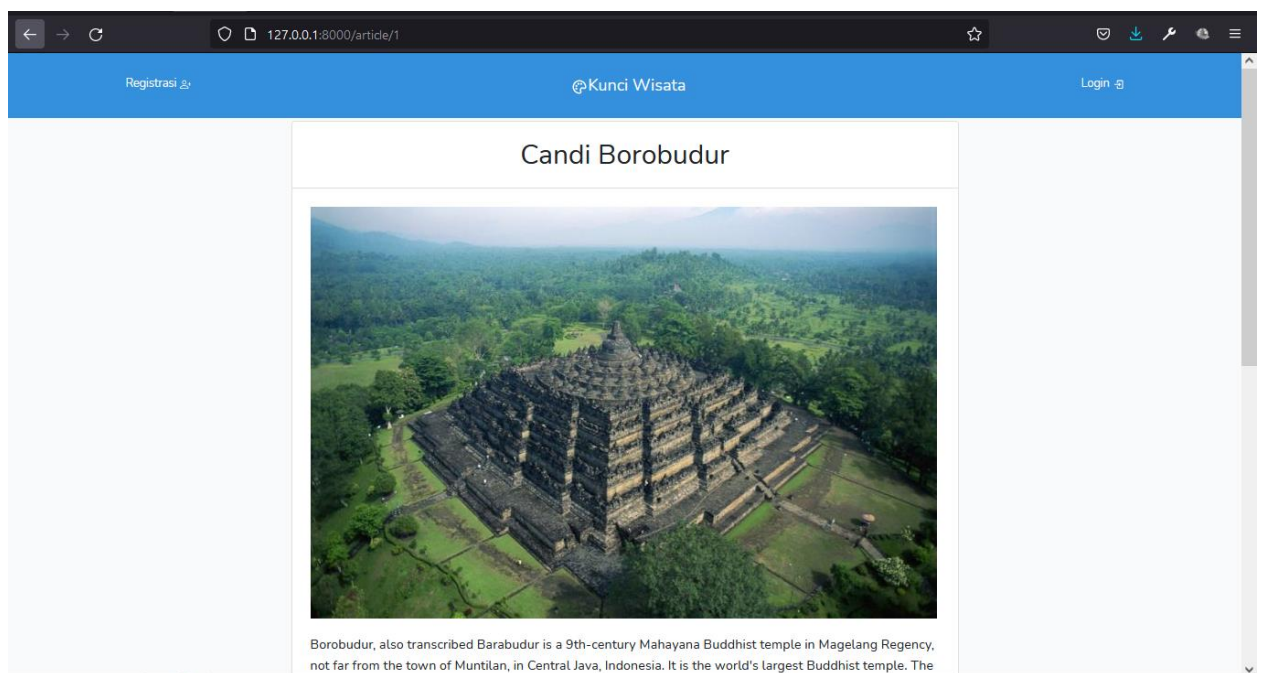 127.0.0.1:8000/article/1
Registrasi
Kunci Wisata
Login
Candi Borobudur
Borobudur, also transcribed Barabudur is a 9th-century Mahayana Buddhist temple in Magelang Regency,
not far from the town of Muntilan, in Central Java, Indonesia. It is the world's largest Buddhist temple. The